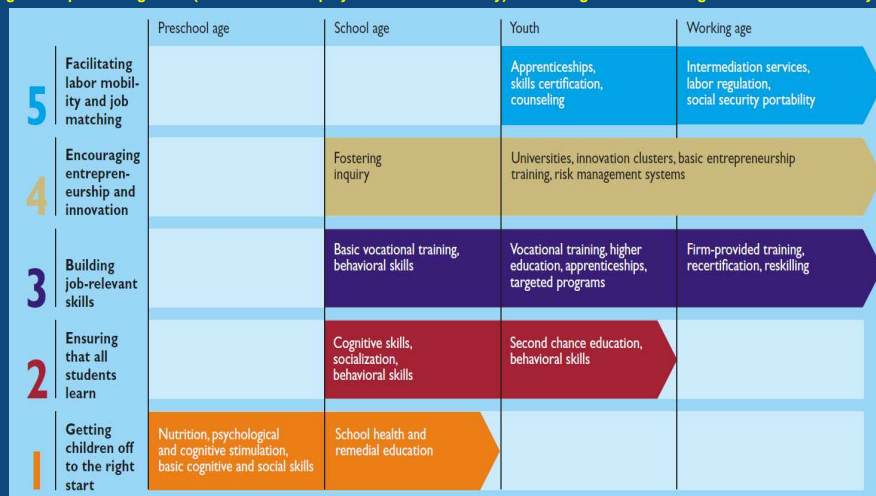 Preschool age
School age
Youth
Working age
5
Facilitating
labor mobil-
ity and job
matching
Apprenticeships,
skills certification,
counseling
Intermediation services,
labor regulation,
social security portability
4
Encouraging
entrepren-
eurship and
innovation
Fostering
inquiry
Universities, innovation clusters, basic entrepreneurship
training, risk management systems
3
Building
job-relevant
skills
Basic vocational training,
behavioral skills
Vocational training, higher
education, apprenticeships,
targeted programs
Firm-provided training,
recertification, reskilling
2
Ensuring
that all
students
learn
Cognitive skills,
socialization,
behavioral skills
Second chance education,
behavioral skills
1
Getting
children off
to the right
start
Nutrition, psychological
and cognitive stimulation,
basic cognitive and social skills
School health and
remedial education